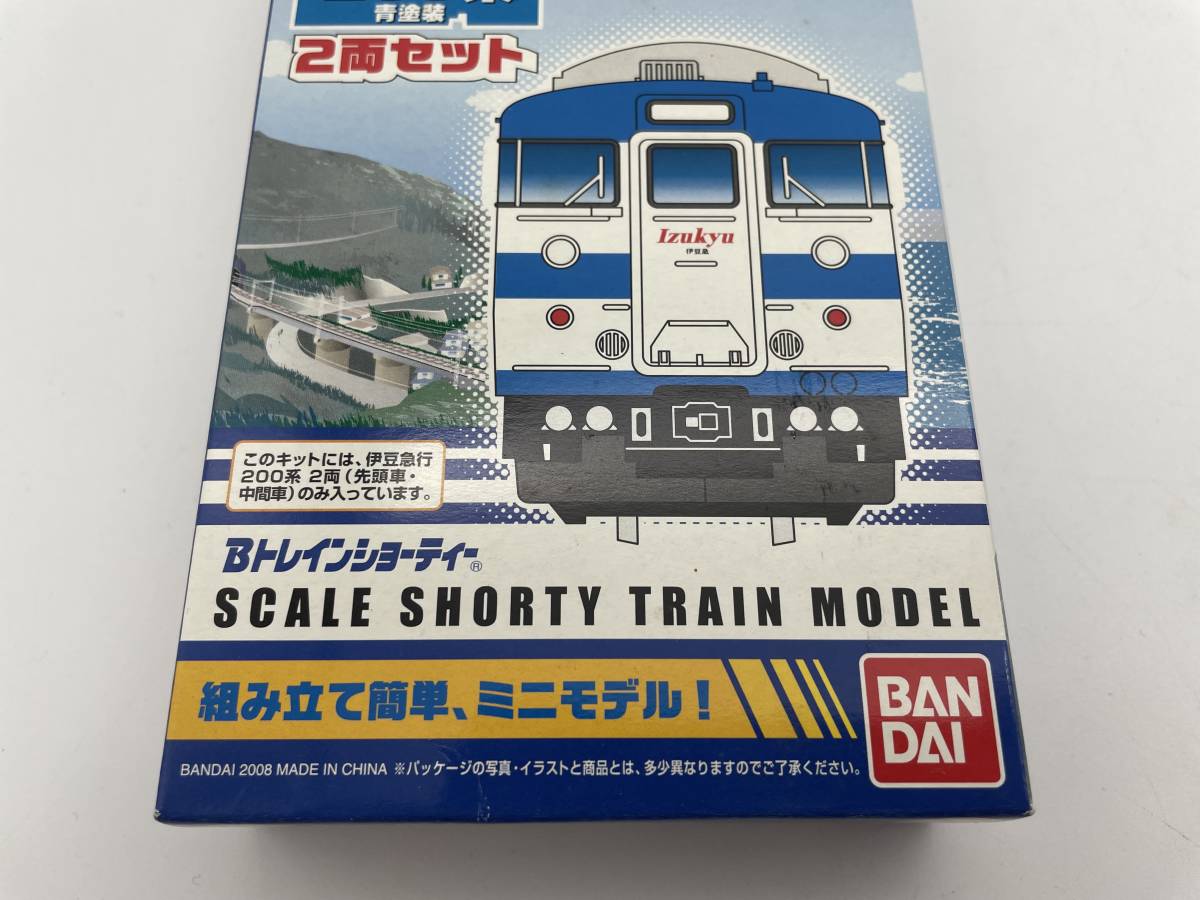 青塗装
2両セット
Izukyu
伊豆急
このキットには、伊豆急行
200系 2両(先頭車・
中間車)のみ入っています。
Bトレインショーティー®
SCALE SHORTY TRAIN MODEL
組み立て簡単、ミニモデル!
BAN
DAI
BANDAI 2008 MADE IN CHINA ※パッケージの写真・イラストと商品とは、多少異なりますのでご了承ください。